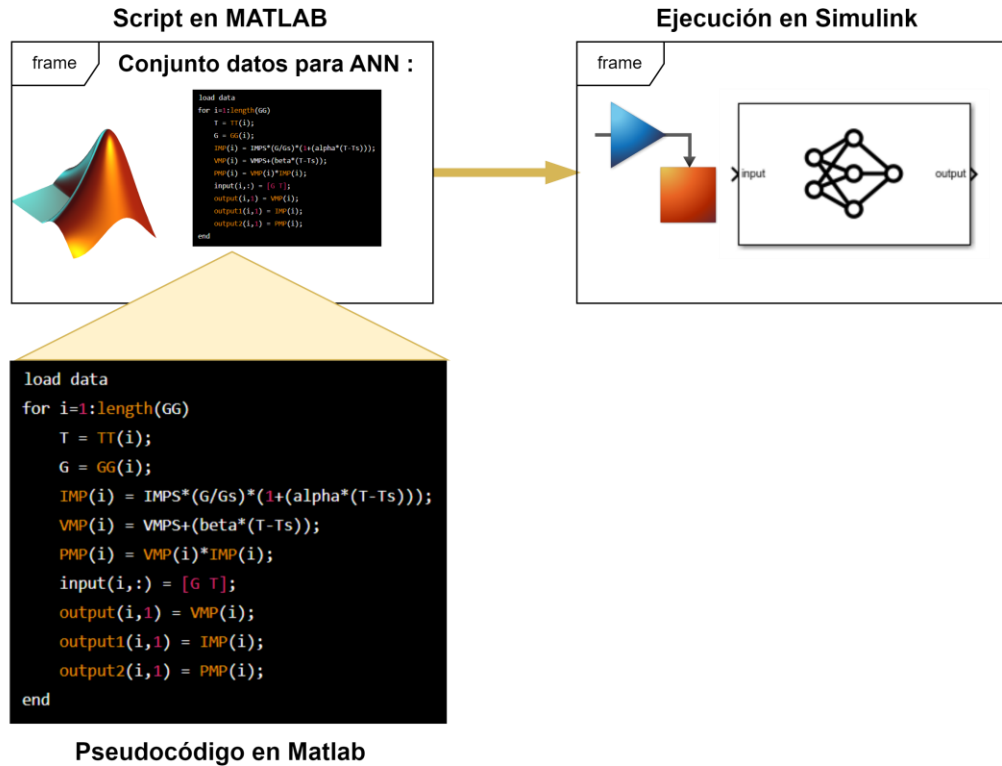 Script en MATLAB
frame
Conjunto datos para ANN :
load data
for i=1:length(GG)
    T = TT(i);
    G = GG(i);
    IMP(i) = IMPS*(G/Gs)*(1+(alpha*(T-Ts)));
    VMP(i) = VMPS+(beta*(T-Ts));
    PMP(i) = VMP(i)*IMP(i);
    input(i,:) = [G T];
    output(i,1) = VMP(i);
    output1(i,1) = IMP(i);
    output2(i,1) = PMP(i);
end
Ejecución en Simulink
frame
input
output
load data
for i=1:length(GG)
    T = TT(i);
    G = GG(i);
    IMP(i) = IMPS*(G/Gs)*(1+(alpha*(T-Ts)));
    VMP(i) = VMPS+(beta*(T-Ts));
    PMP(i) = VMP(i)*IMP(i);
    input(i,:) = [G T];
    output(i,1) = VMP(i);
    output1(i,1) = IMP(i);
    output2(i,1) = PMP(i);
end
Pseudocódigo en Matlab